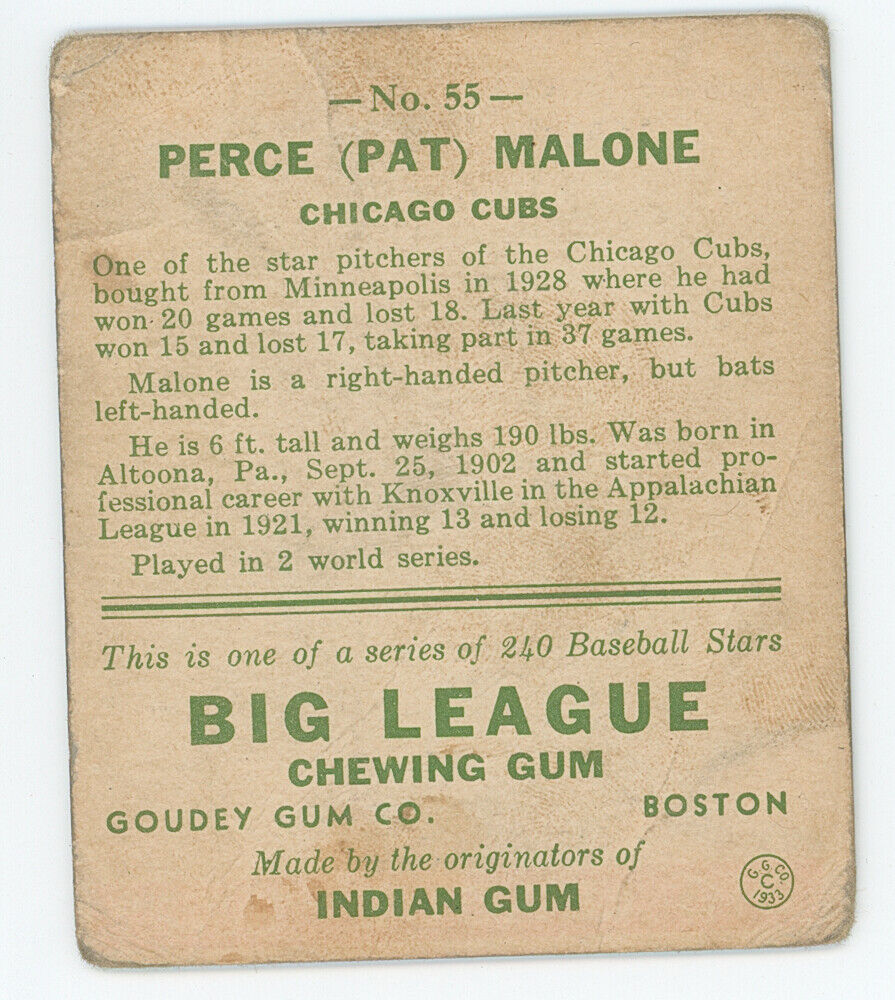 — No. 55 —
PERCE (PAT) MALONE
CHICAGO CUBS
One of the star pitchers of the Chicago Cubs,
bought from Minneapolis in 1928 where he had
won 20 games and lost 18. Last year with Cubs
won 15 and lost 17, taking part in 37 games.
Malone is a right-handed pitcher, but bats
left-handed.
He is 6 ft. tall and weighs 190 lbs. Was born in
Altoona, Pa., Sept. 25, 1902 and started pro-
fessional career with Knoxville in the Appalachian
League in 1921, winning 13 and losing 12.
Played in 2 world series.
This is one of a series of 240 Baseball Stars
BIG LEAGUE
CHEWING GUM
GOUDEY GUM CO. BOSTON
Made by the originators of
INDIAN GUM
G. G. CO.
C
1933